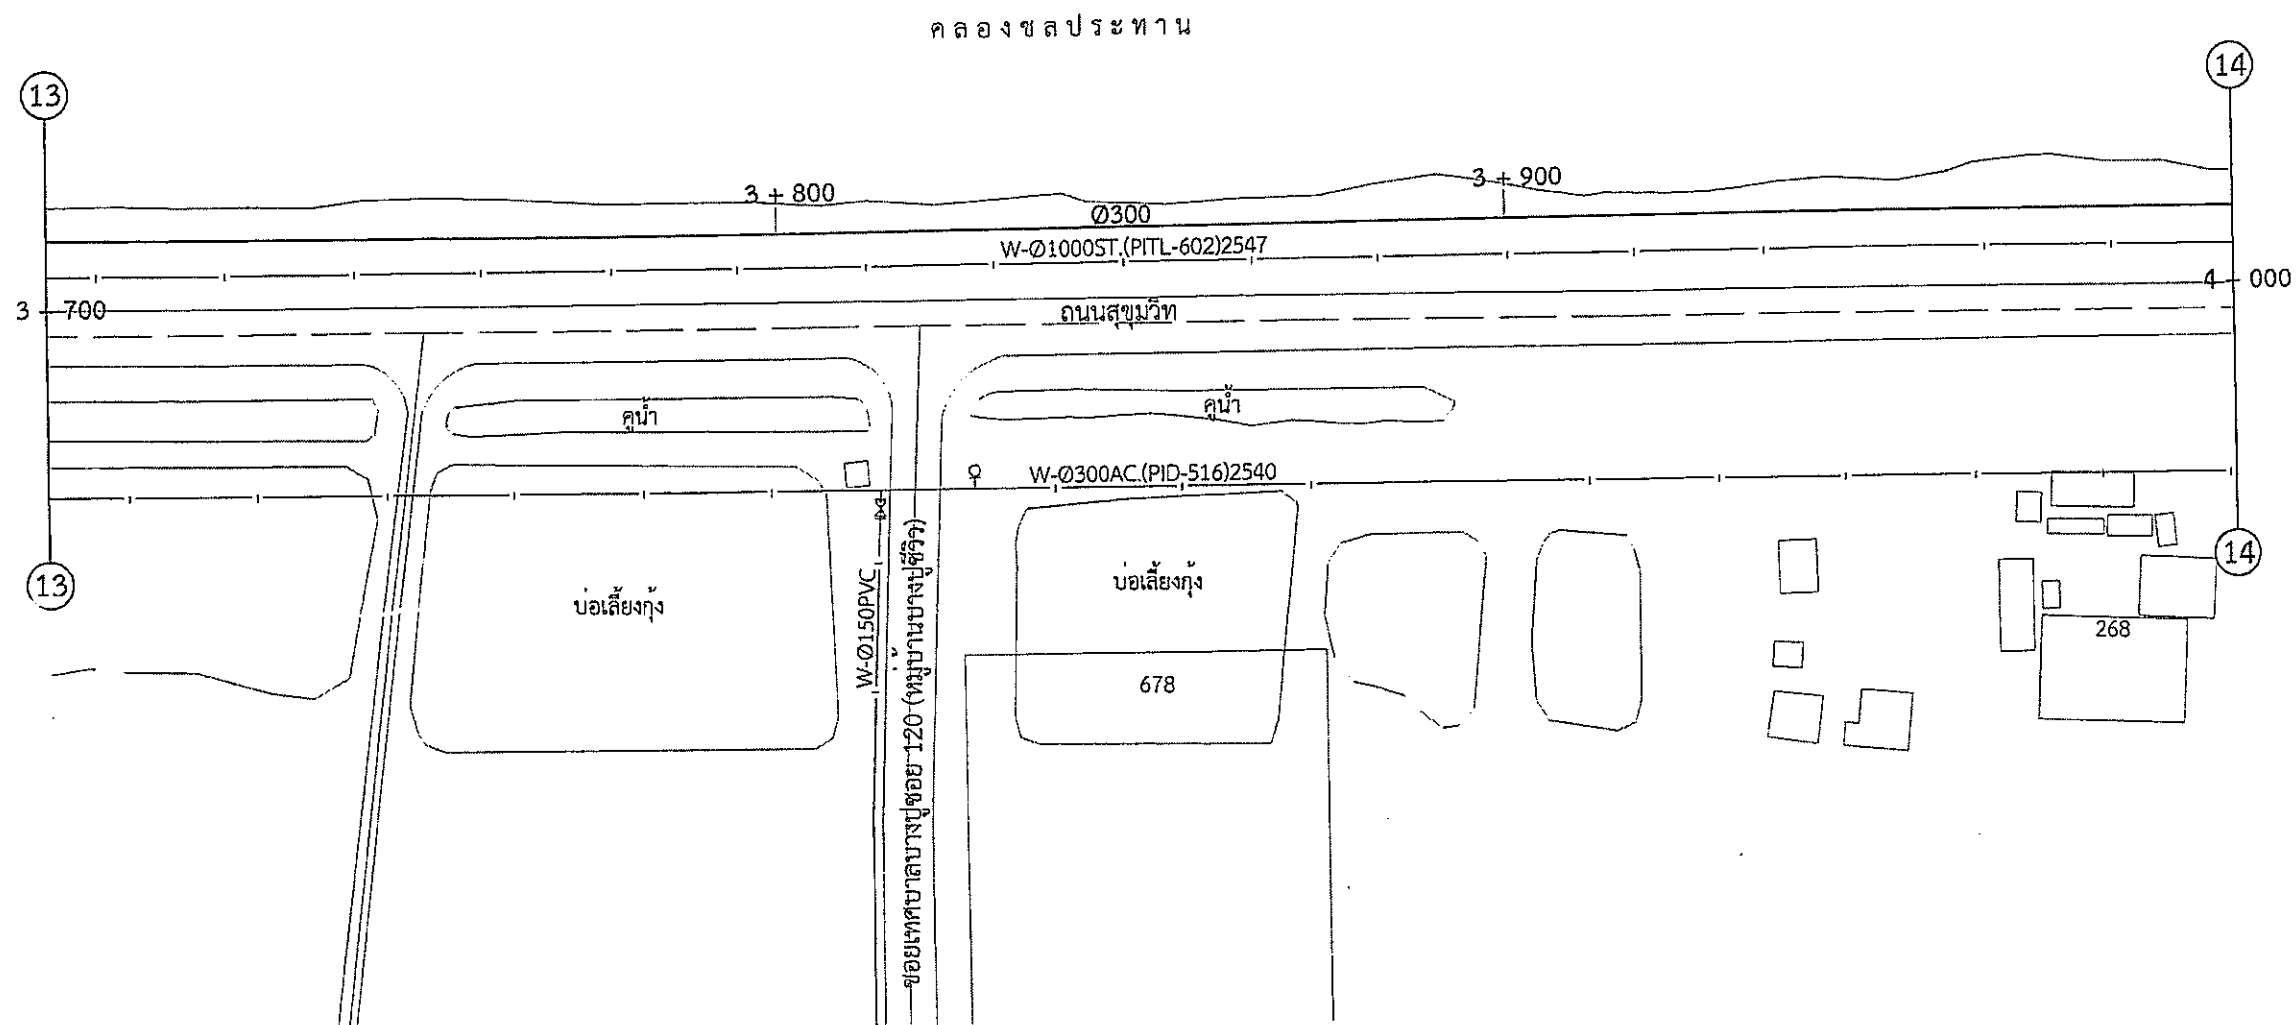 คลองชลประทาน
13
14
3 + 800
3 + 900
Ø300
W-Ø1000ST.(PITL-602)2547
3 + 700
4 + 000
ถนนสุขุมวิท
คูน้ำ
คูน้ำ
W-Ø300AC.(PID-516)2540
13
14
บ่อเลี้ยงกุ้ง
บ่อเลี้ยงกุ้ง
W-Ø150PVC
ซอยเทศบาลบางปูซอย 120 (หมู่บ้านบางปูชีวิว)
678
268